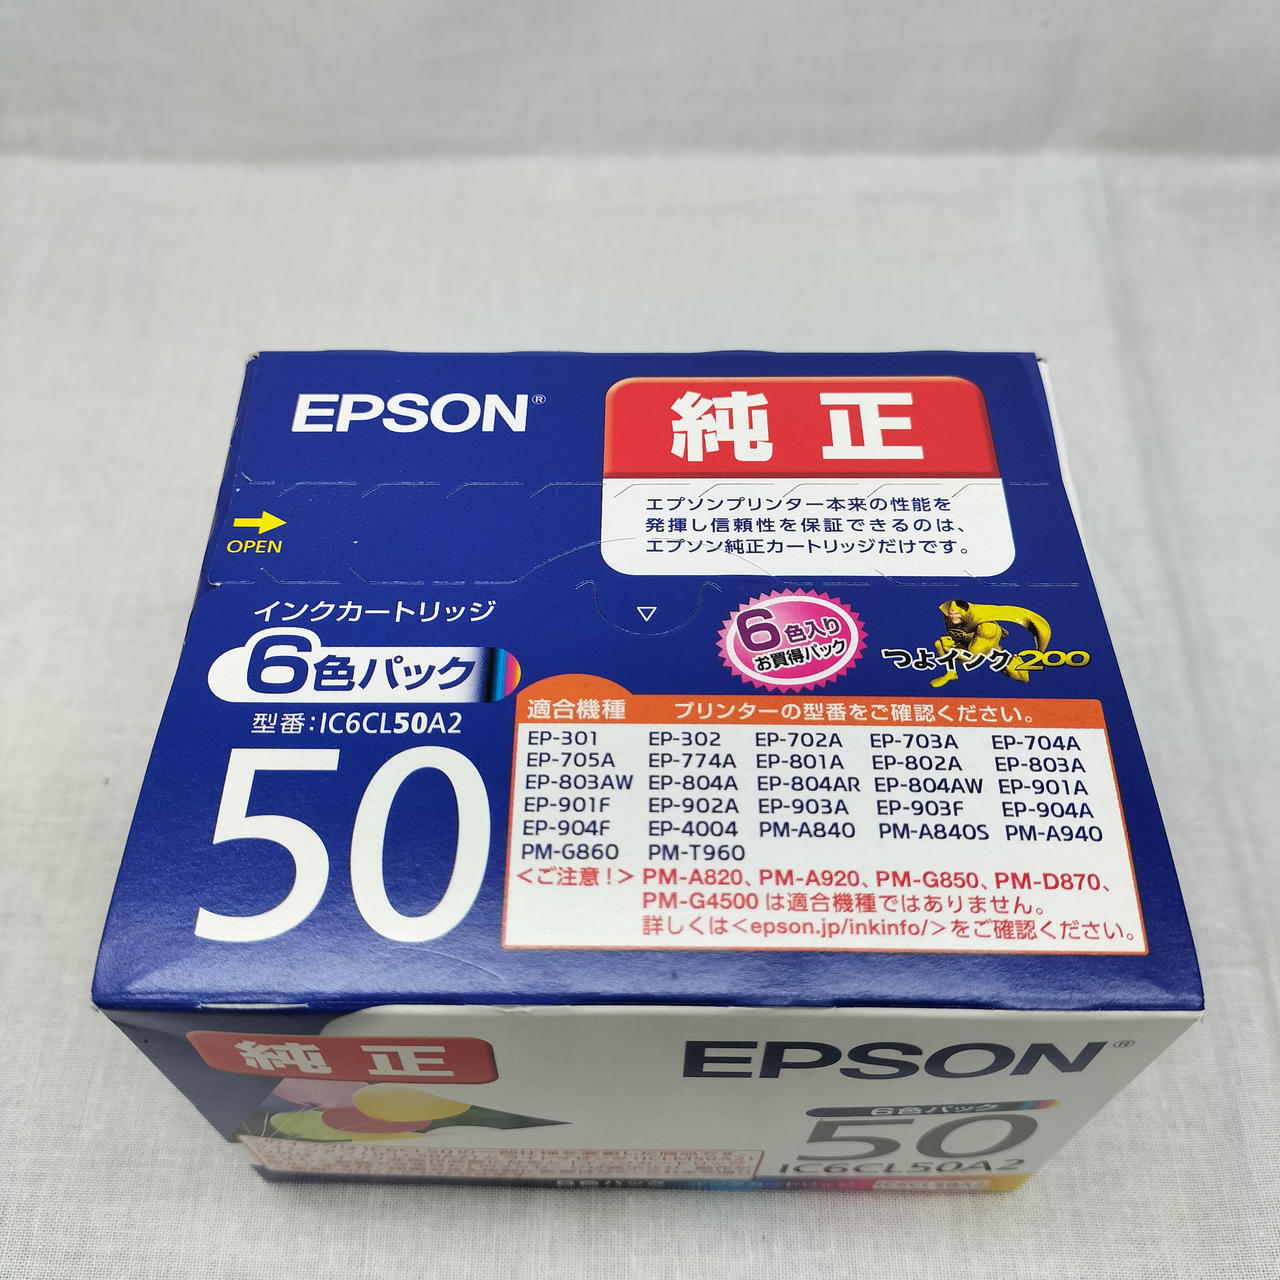 EPSON®
純正
エプソンプリンター本来の性能を
発揮し信頼性を保証できるのは、
エプソン純正カートリッジだけです。
OPEN
インクカートリッジ
6色パック
型番:IC6CL50A2
50
6色入り
お買得パック
つよインク200
適合機種 プリンターの型番をご確認ください。
EP-301 EP-302 EP-702A EP-703A EP-704A
EP-705A EP-774A EP-801A EP-802A EP-803A
EP-803AW EP-804A EP-804AR EP-804AW EP-901A
EP-901F EP-902A EP-903A EP-903F EP-904A
EP-904F EP-4004 PM-A840 PM-A840S PM-A940
PM-G860 PM-T960
<ご注意!> PM-A820、PM-A920、PM-G850、PM-D870、
PM-G4500 は適合機種ではありません。
詳しくは<epson.jp/inkinfo/>をご確認ください。
純正
EPSON®
6色パック
50
IC6CL50A2
6色パック
IC6CL50A2